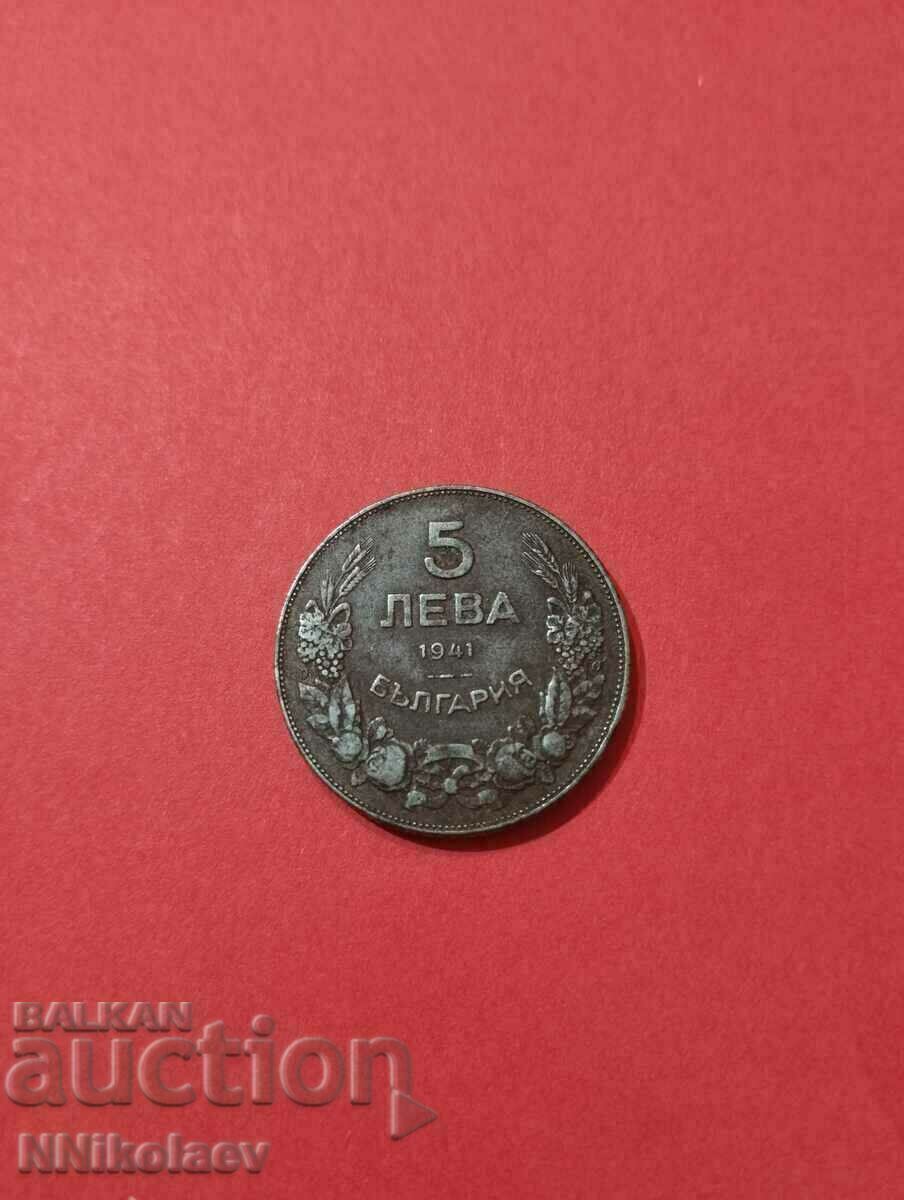 5
ЛЕВА
1941
БЪЛГАРИЯ
BALKAN
auction
NNikolaev